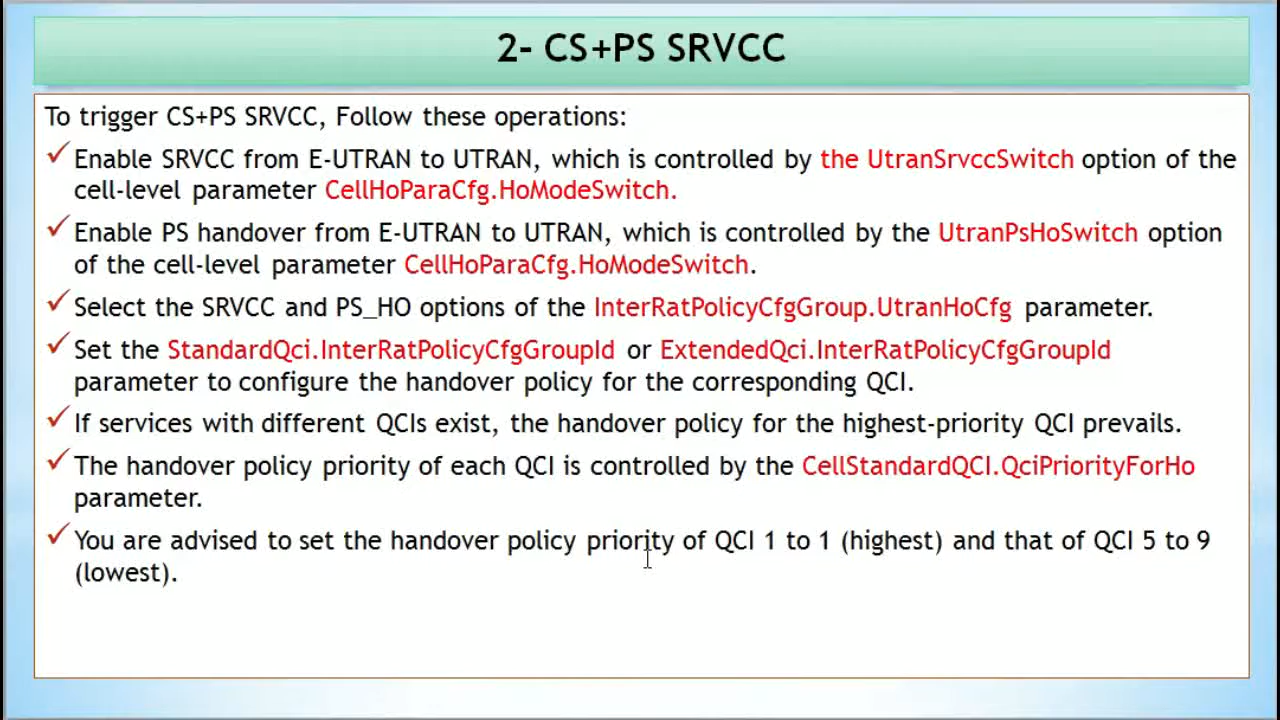 2- CS+PS SRVCC
To trigger CS+PS SRVCC, Follow these operations:
Enable SRVCC from E-UTRAN to UTRAN, which is controlled by the UtranSrvccSwitch option of the
cell-level parameter CellHoParaCfg.HoModeSwitch.
Enable PS handover from E-UTRAN to UTRAN, which is controlled by the UtranPsHoSwitch option
of the cell-level parameter CellHoParaCfg.HoModeSwitch.
Select the SRVCC and PS_HO options of the InterRatPolicyCfgGroup.UtranHoCfg parameter.
Set the StandardQci.InterRatPolicyCfgGroupId or ExtendedQci.InterRatPolicyCfgGroupId
parameter to configure the handover policy for the corresponding QCI.
If services with different QCIs exist, the handover policy for the highest-priority QCI prevails.
The handover policy priority of each QCI is controlled by the CellStandardQCI.QciPriorityForHo
parameter.
You are advised to set the handover policy priority of QCI 1 to 1 (highest) and that of QCI 5 to 9
(lowest).